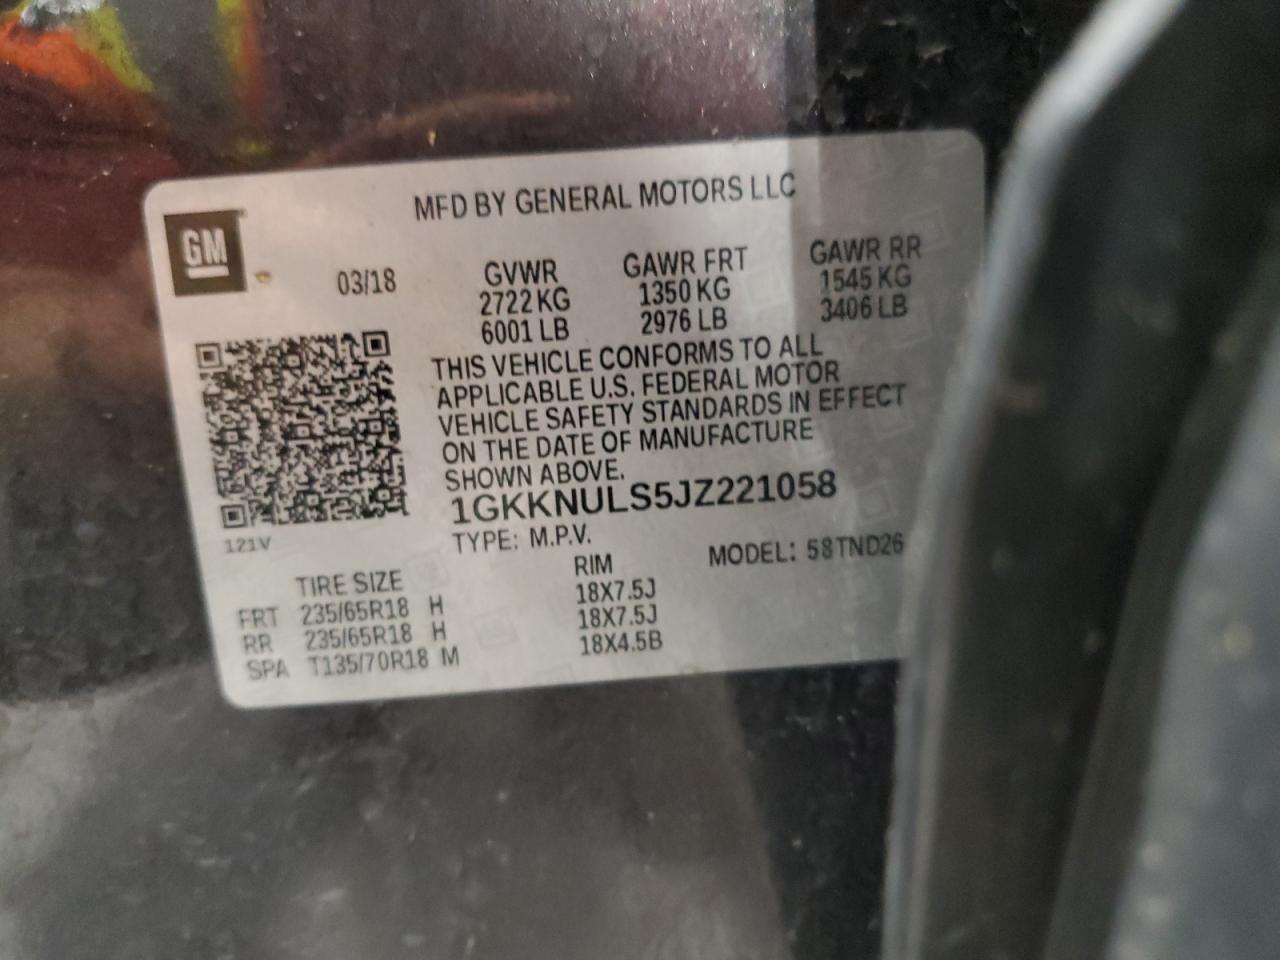 MFD BY GENERAL MOTORS LLC
GM
03/18
GVWR GAWR FRT GAWR RR
2722 KG 1350 KG 1545 KG
6001 LB 2976 LB 3406 LB
THIS VEHICLE CONFORMS TO ALL
APPLICABLE U.S. FEDERAL MOTOR
VEHICLE SAFETY STANDARDS IN EFFECT
ON THE DATE OF MANUFACTURE
SHOWN ABOVE.
1GKKNULS5JZ221058
121V
TYPE: M.P.V. MODEL: 58TND26
TIRE SIZE RIM
FRT 235/65R18 H 18X7.5J
RR 235/65R18 H 18X7.5J
SPA T135/70R18 M 18X4.5B